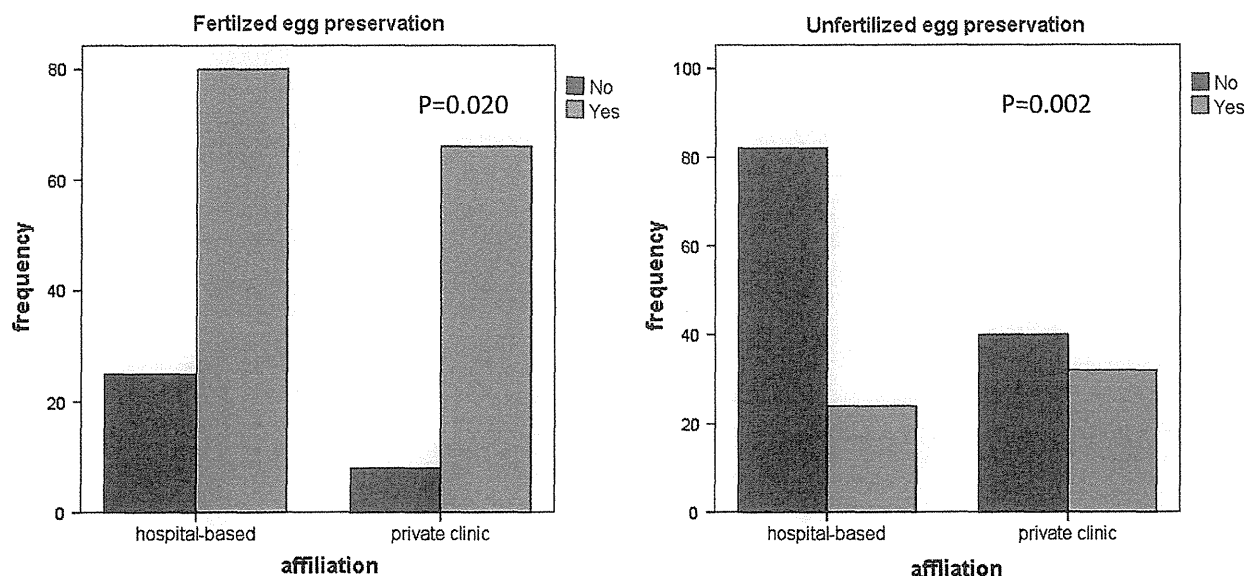 Fertilzed egg preservation
80
60
40
20
0
frequency
P=0.020
No
Yes
hospital-based
private clinic
affiliation
Unfertilized egg preservation
100
80
60
40
20
0
frequency
P=0.002
No
Yes
hospital-based
private clinic
affiliation